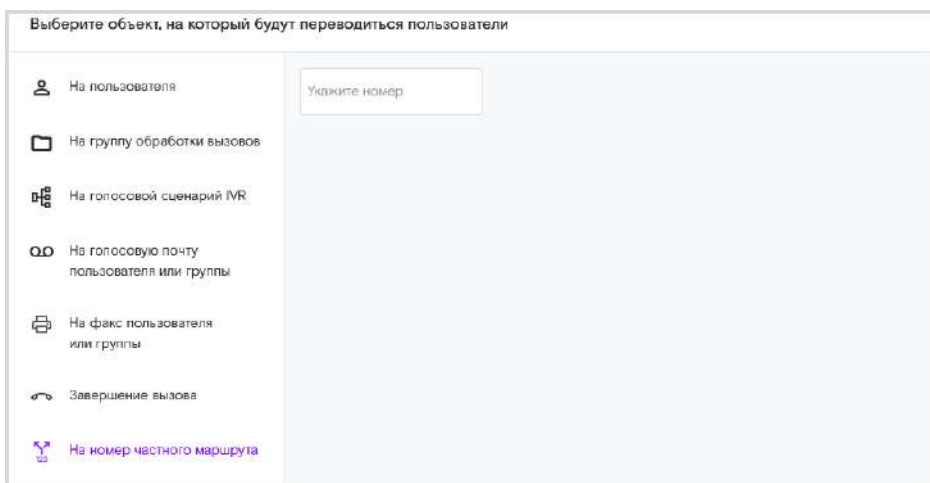 Выберите объект, на который будут переводиться пользователи
На пользователя
Укажите номер
На группу обработки вызовов
На голосовой сценарий IVR
На голосовую почту
пользователя или группы
На факс пользователя
или группы
Завершение вызова
123
На номер частного маршрута